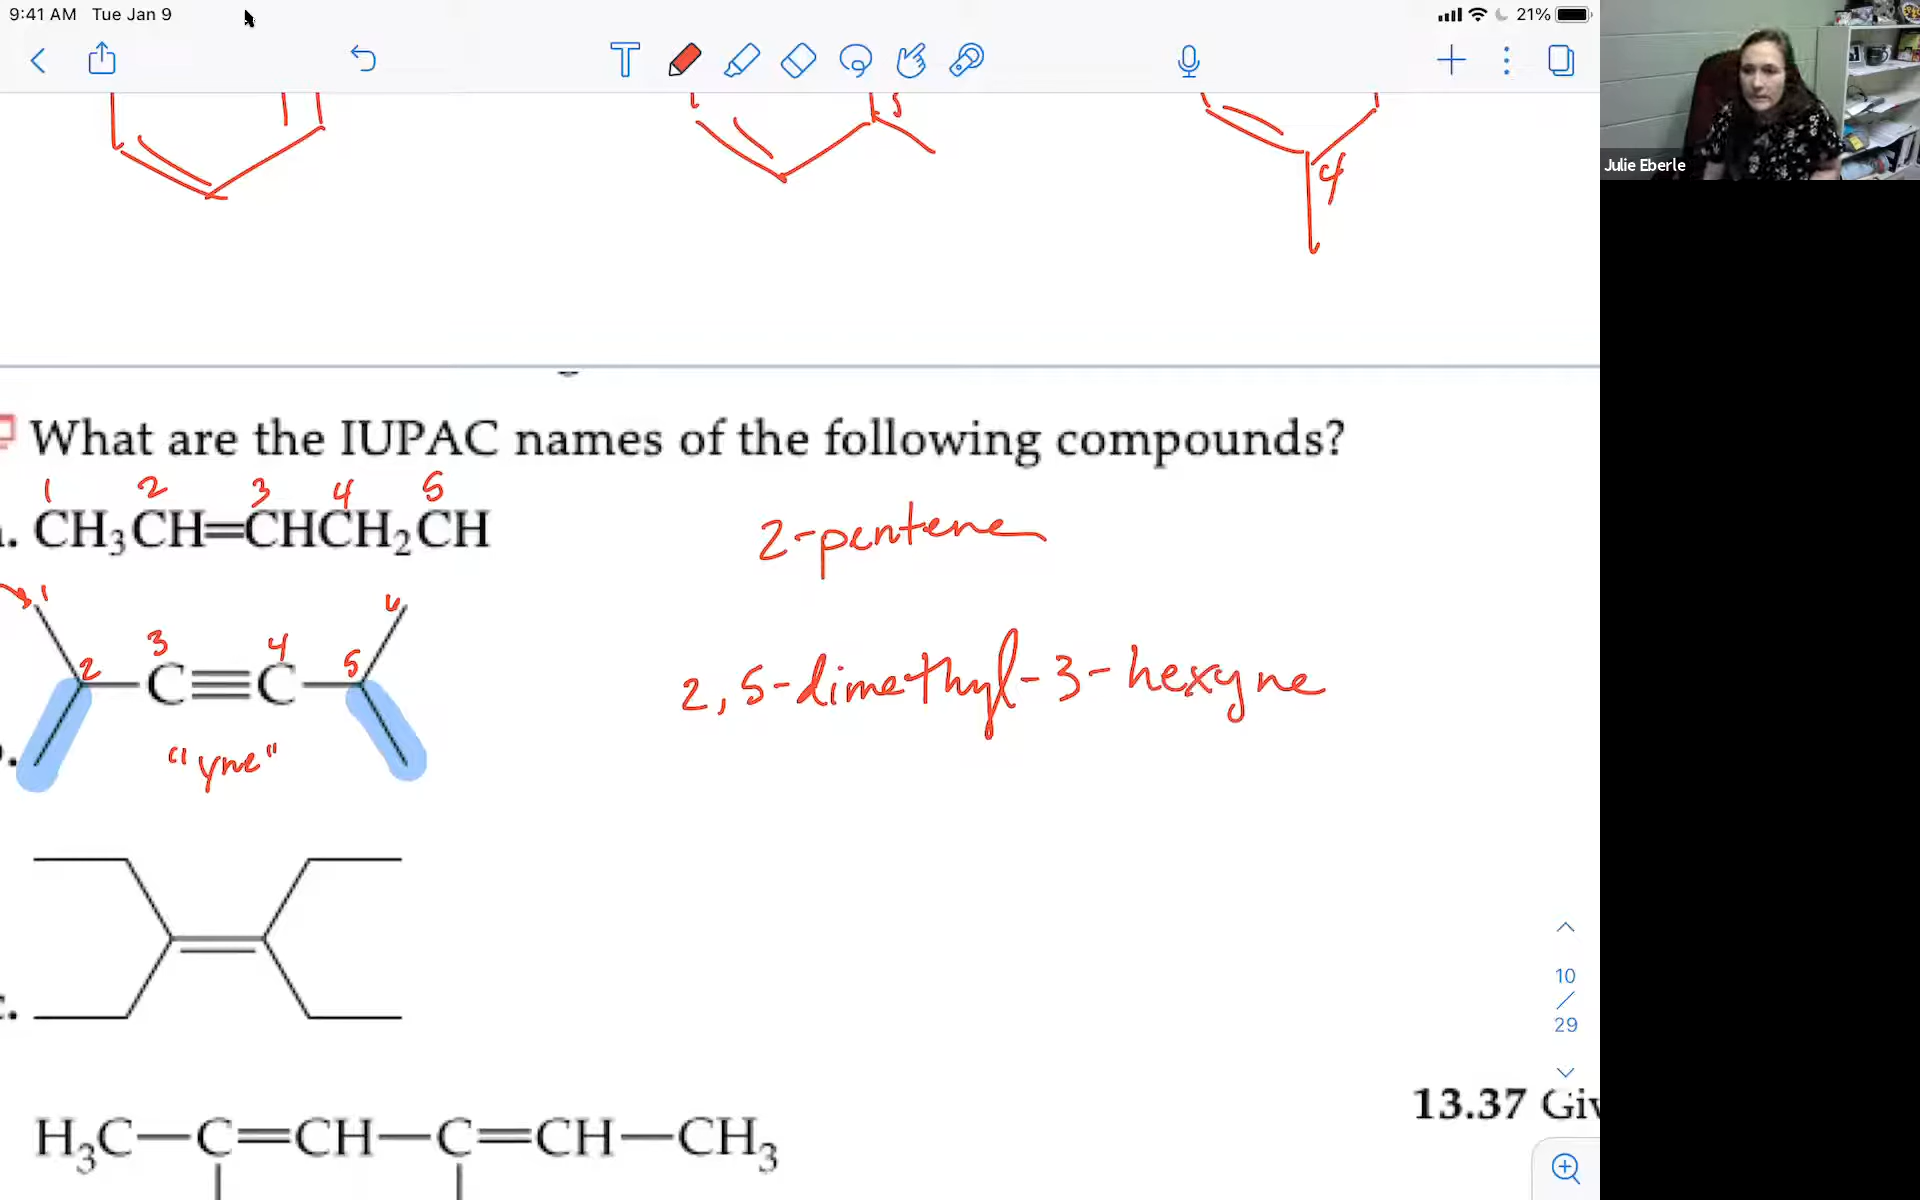 9:41 AM Tue Jan 9
21%
Julie Eberle
5
4
What are the IUPAC names of the following compounds?
1 2 3 4 5
CH₃CH=CHCH₂CH
2-pentene
1 6
3 4
2 C≡C 5
2,5-dimethyl-3-hexyne
"yne"
10
/
29
13.37 Giv
H₃C—C=CH—C=CH—CH₃